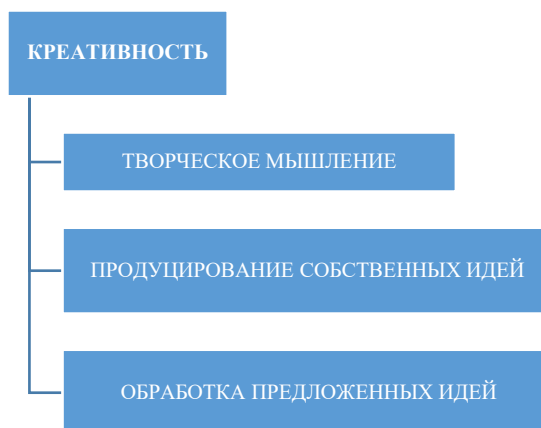 КРЕАТИВНОСТЬ
ТВОРЧЕСКОЕ МЫШЛЕНИЕ
ПРОДУЦИРОВАНИЕ СОБСТВЕННЫХ ИДЕЙ
ОБРАБОТКА ПРЕДЛОЖЕННЫХ ИДЕЙ